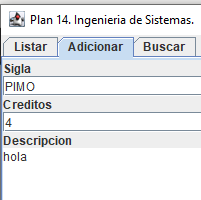 Plan 14. Ingenieria de Sistemas.
Listar Adicionar Buscar
Sigla
PIMO
Creditos
4
Descripcion
hola